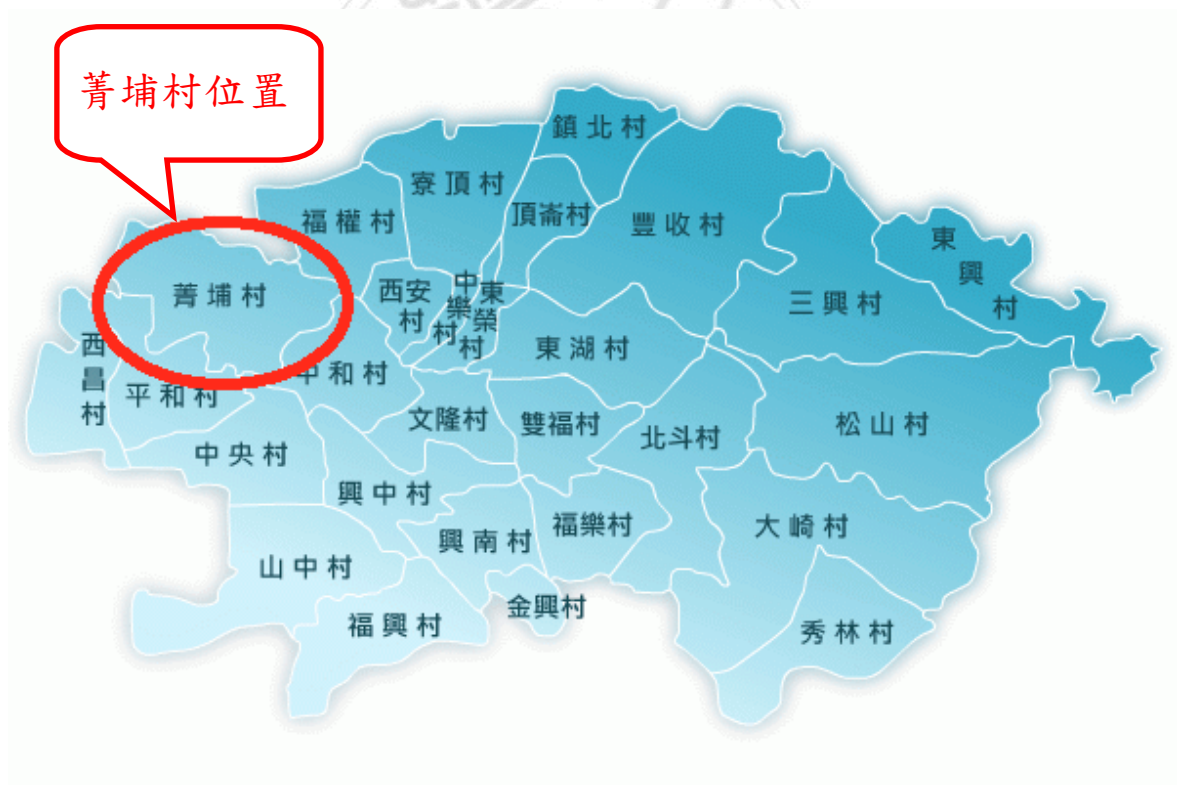 菁埔村位置
鎮北村
寮頂村
福權村
頂崙村
豐收村
東興村
菁埔村
西安村
中樂村
東榮村
三興村
東湖村
西昌村
平和村
中和村
文隆村
雙福村
北斗村
松山村
中央村
興中村
興南村
福樂村
大崎村
山中村
福興村
金興村
秀林村